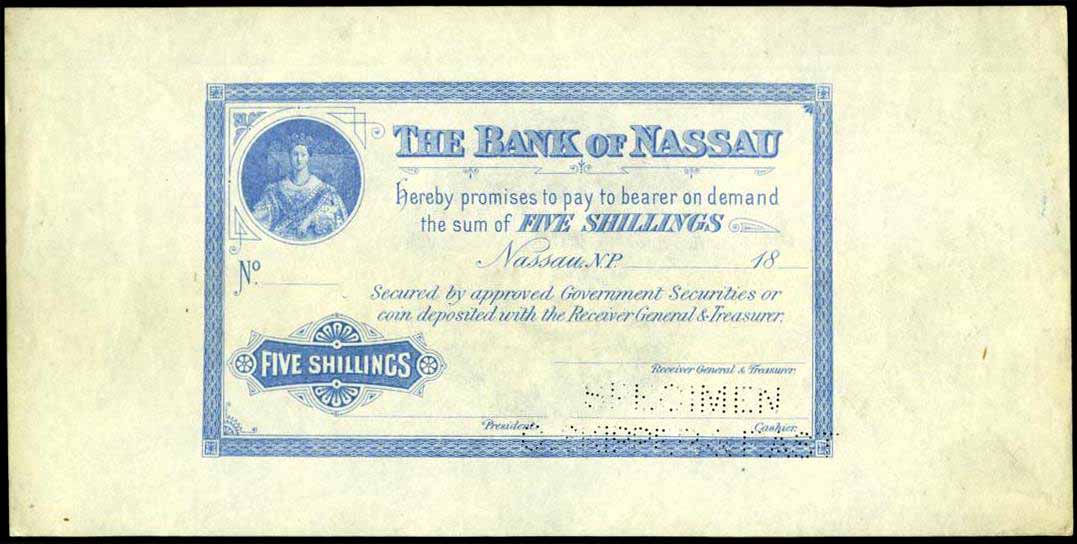 THE BANK OF NASSAU
Hereby promises to pay to bearer on demand
the sum of FIVE SHILLINGS
Nassau, N.P. 18
No.
Secured by approved Government Securities or
coin deposited with the Receiver General & Treasurer.
FIVE SHILLINGS
Receiver General & Treasurer.
SPECIMEN
President. Cashier.